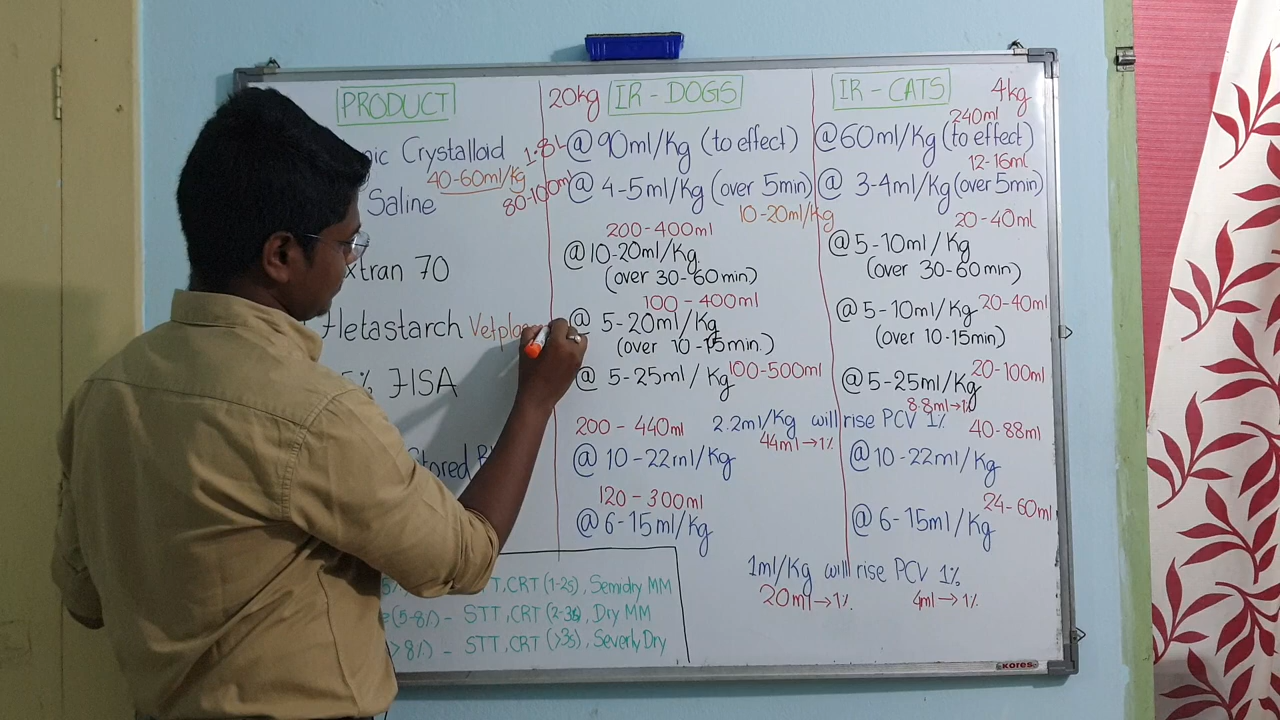 PRODUCT
20kg IR - DOGS
IR - CATS 4kg
240ml
Crystalloid 1.8L @ 90ml/Kg (to effect) @ 60ml/Kg (to effect)
40-60ml/Kg
12-16ml
Saline 80-100ml @ 4-5ml/Kg (over 5min) @ 3-4ml/Kg (over 5min)
10-20ml/Kg
200-400ml
20-40ml
70 @ 10-20ml/Kg @ 5-10ml/Kg
(over 30-60min) (over 30-60min)
100-400ml
Hetastarch @ 5-20ml/Kg @ 5-10ml/Kg 20-40ml
(over 10-15min.) (over 10-15min)
5% HSA @ 5-25ml/Kg 100-500ml @ 5-25ml/Kg 20-100ml
8.8ml→1%
200-440ml 2.2ml/Kg will rise PCV 1% 40-88ml
44ml→1%
Stored @ 10-22ml/Kg @ 10-22ml/Kg
120-300ml 24-60ml
@ 6-15ml/Kg @ 6-15ml/Kg
1ml/Kg will rise PCV 1%
20ml→1% 4ml→1%
CRT (1-2s), Semidry MM
(5-8%) - STT, CRT (2-3s), Dry MM
>8%) - STT, CRT (>3s), Severly Dry
KORES